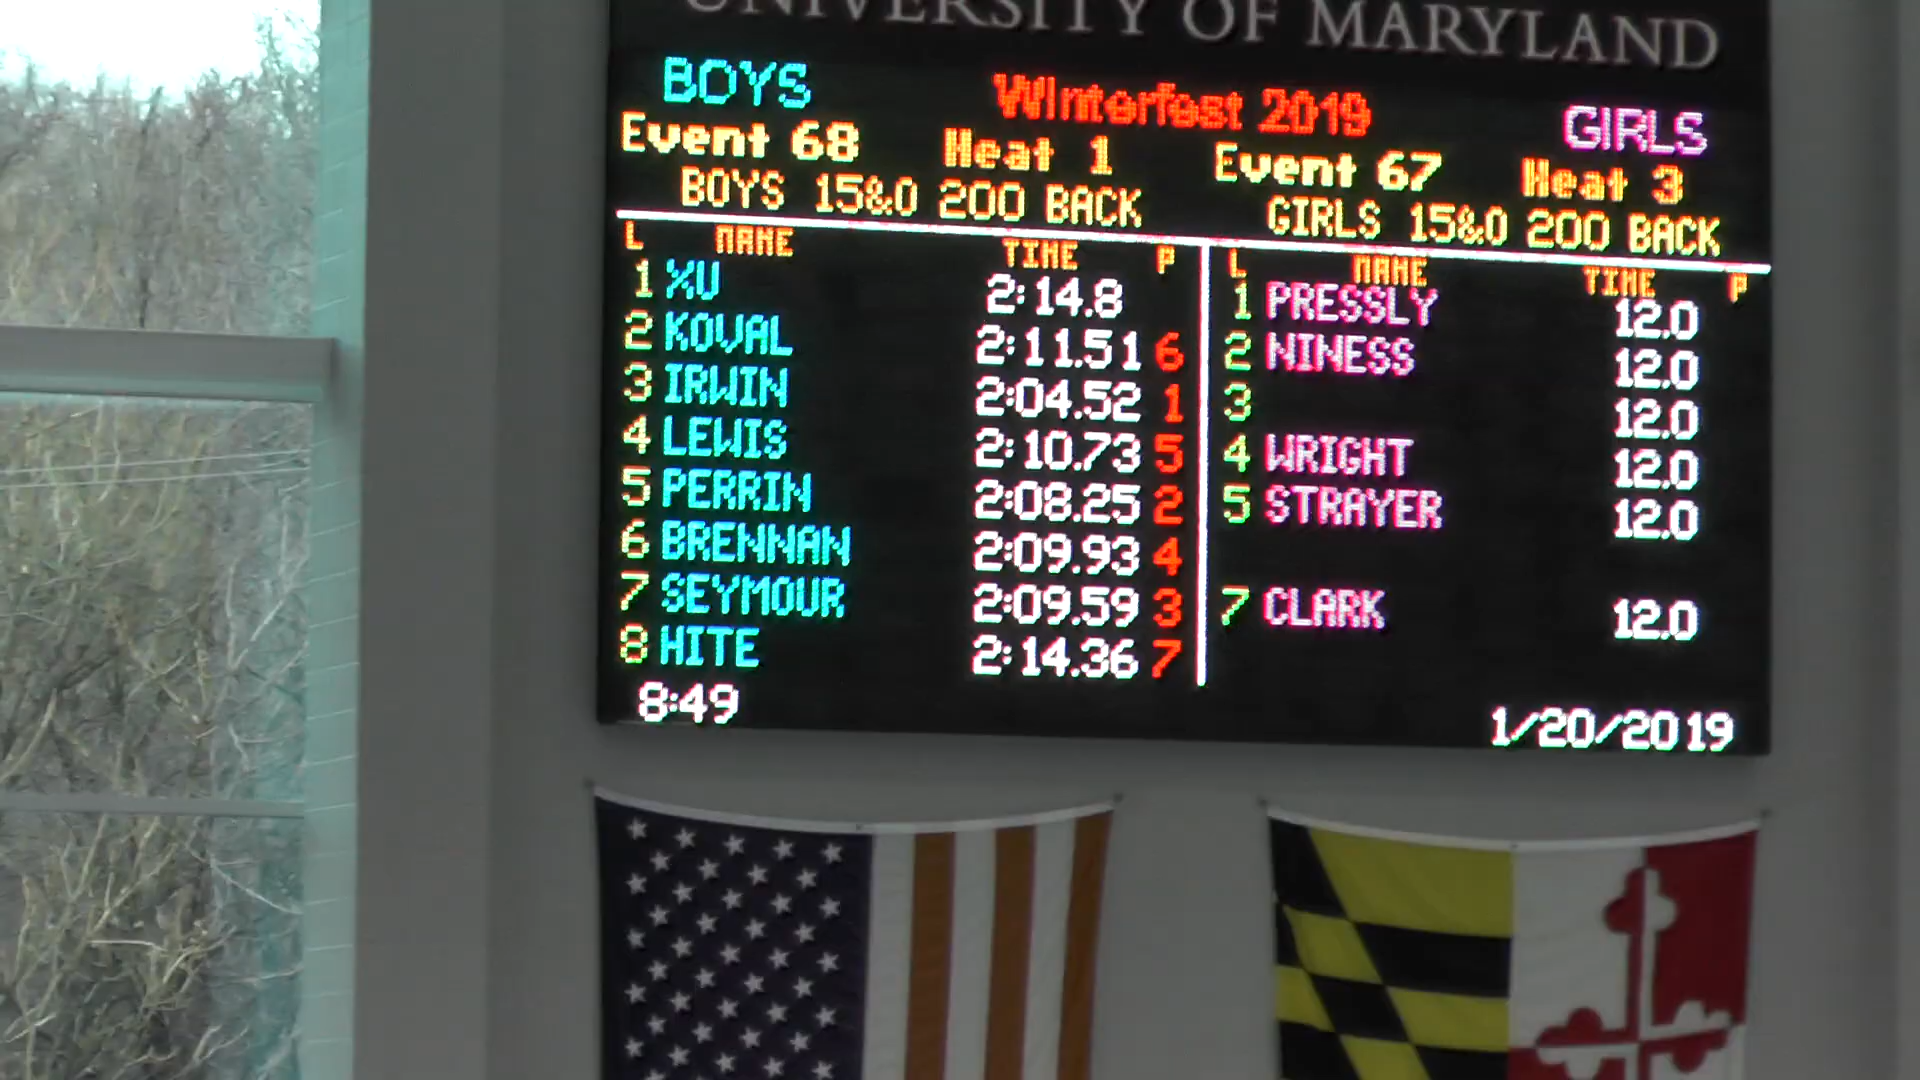 UNIVERSITY OF MARYLAND
BOYS Winterfest 2019 GIRLS
Event 68 Heat 1 Event 67 Heat 3
BOYS 15&O 200 BACK GIRLS 15&O 200 BACK
L NAME TIME P L NAME TIME P
1 XU 2:14.8 1 PRESSLY 12.0
2 KOVAL 2:11.51 6 2 NINESS 12.0
3 IRWIN 2:04.52 1 3 12.0
4 LEWIS 2:10.73 5 4 WRIGHT 12.0
5 PERRIN 2:08.25 2 5 STRAYER 12.0
6 BRENNAN 2:09.93 4
7 SEYMOUR 2:09.59 3 7 CLARK 12.0
8 HITE 2:14.36 7
8:49 1/20/2019